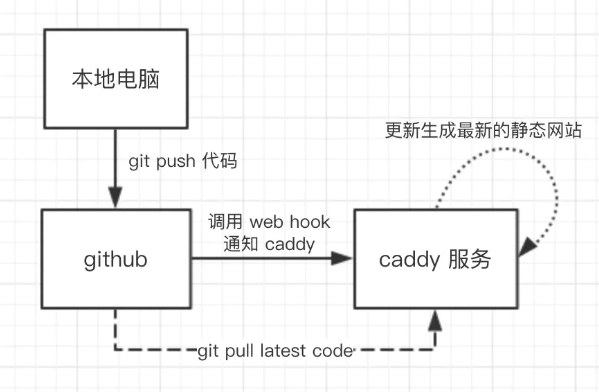 本地电脑
更新生成最新的静态网站
git push 代码
调用 web hook
通知 caddy
github
caddy 服务
git pull latest code